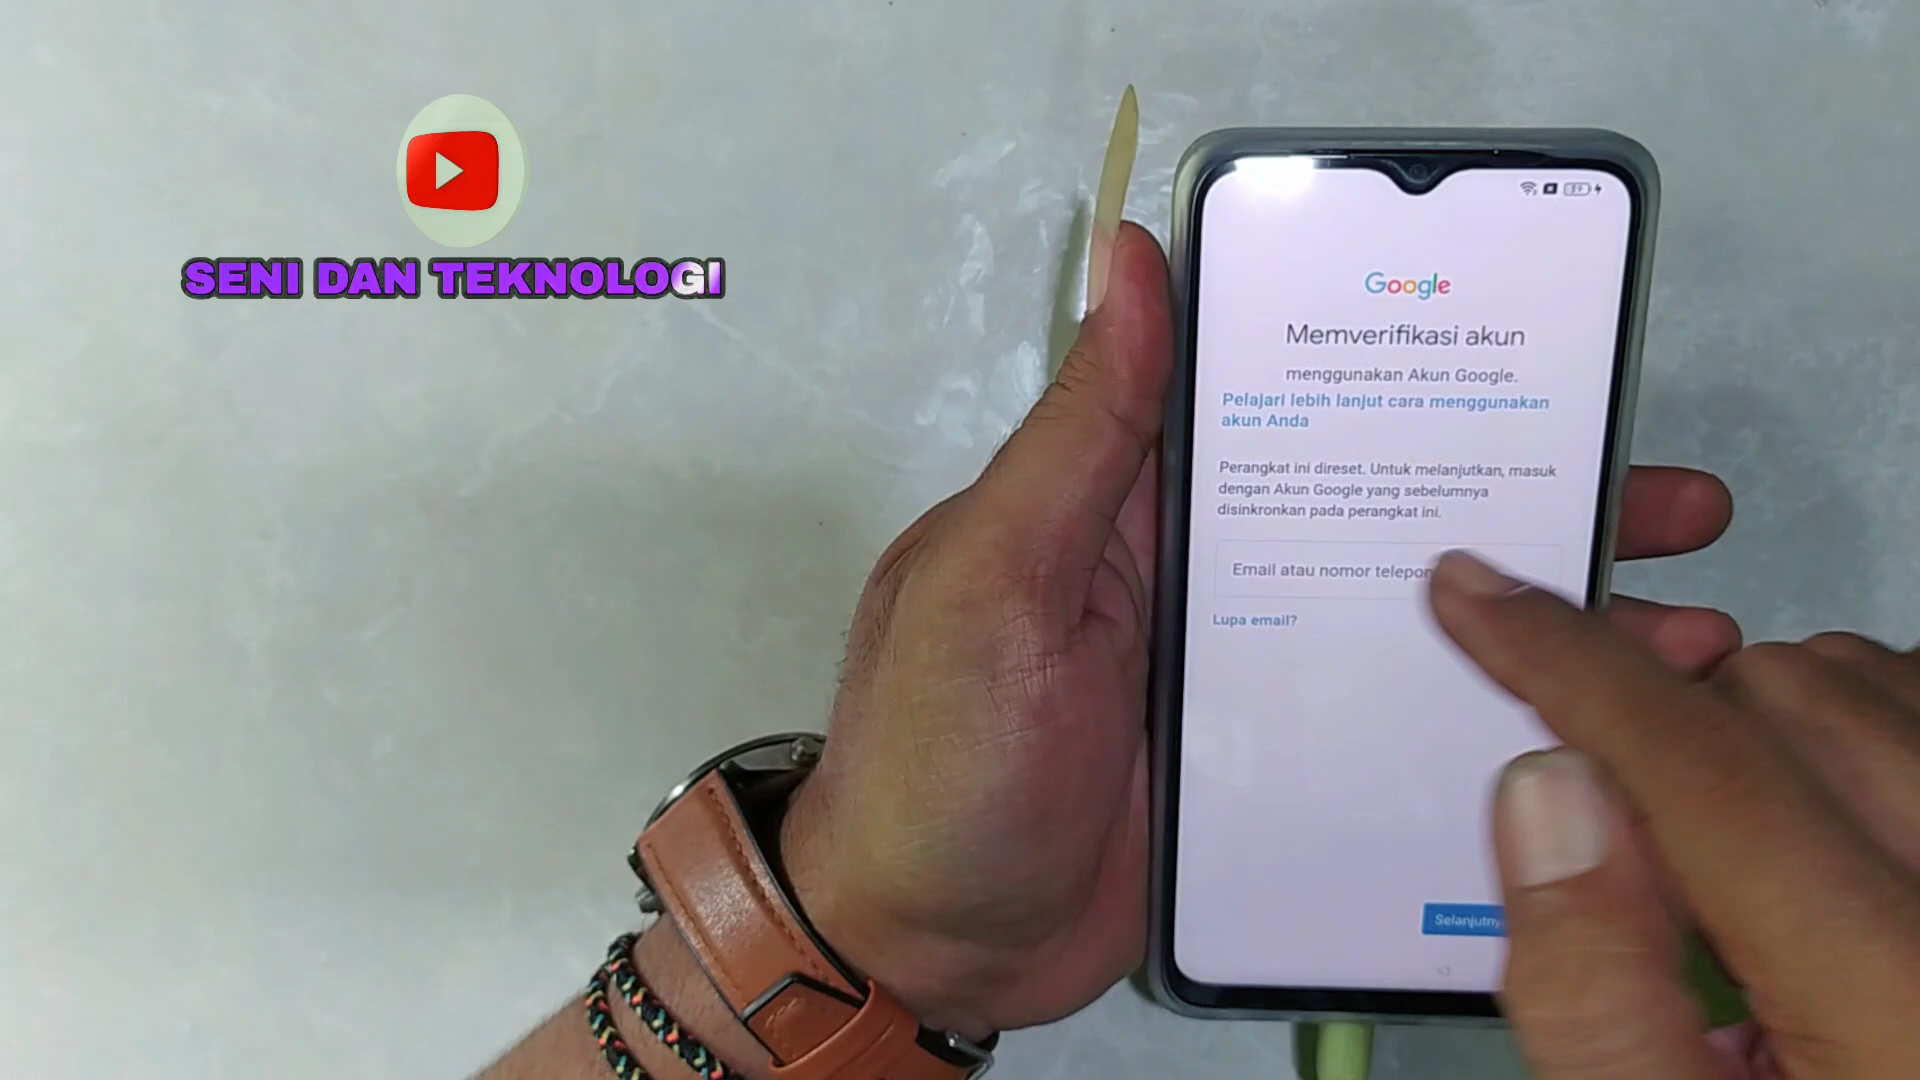 SENI DAN TEKNOLOGI
Google
Memverifikasi akun
menggunakan Akun Google.
Pelajari lebih lanjut cara menggunakan
akun Anda
Perangkat ini direset. Untuk melanjutkan, masuk
dengan Akun Google yang sebelumnya
disinkronkan pada perangkat ini.
Email atau nomor telepon
Lupa email?